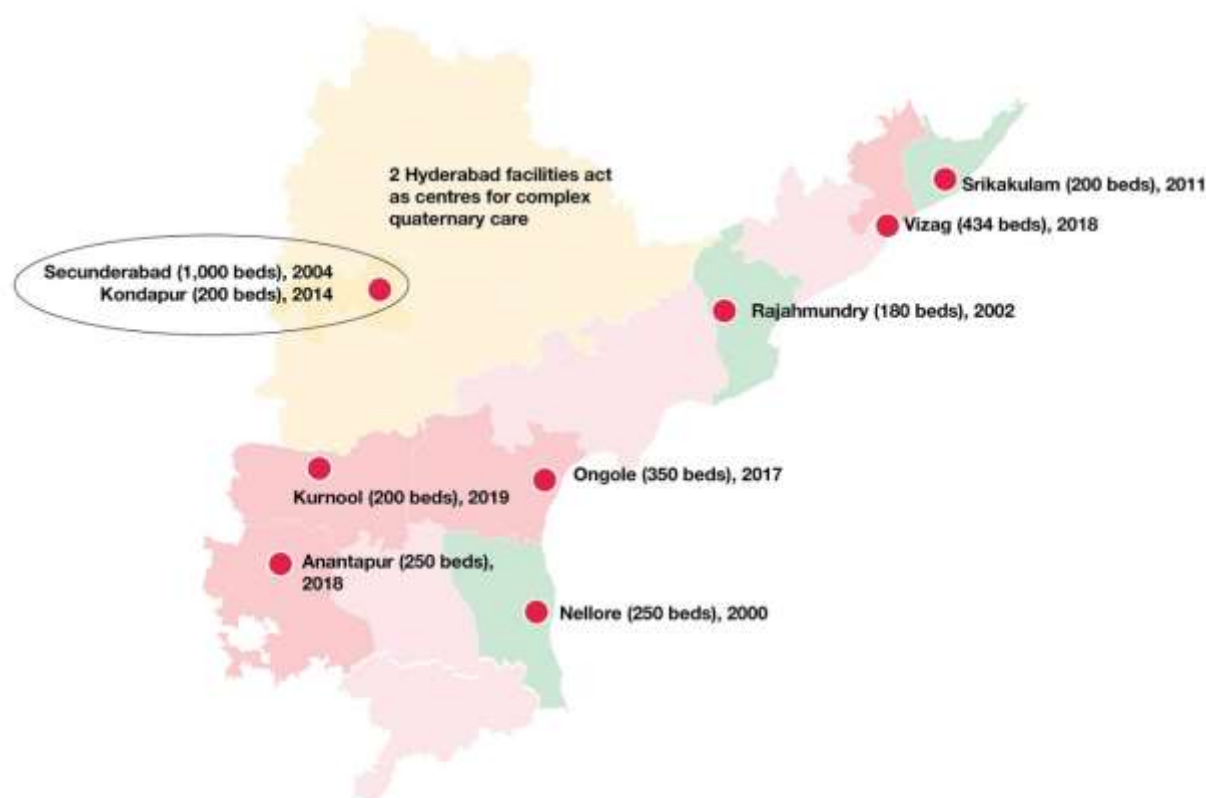 2 Hyderabad facilities act
as centres for complex
quaternary care
Srikakulam (200 beds), 2011
Vizag (434 beds), 2018
Secunderabad (1,000 beds), 2004
Kondapur (200 beds), 2014
Rajahmundry (180 beds), 2002
Ongole (350 beds), 2017
Kurnool (200 beds), 2019
Anantapur (250 beds),
2018
Nellore (250 beds), 2000